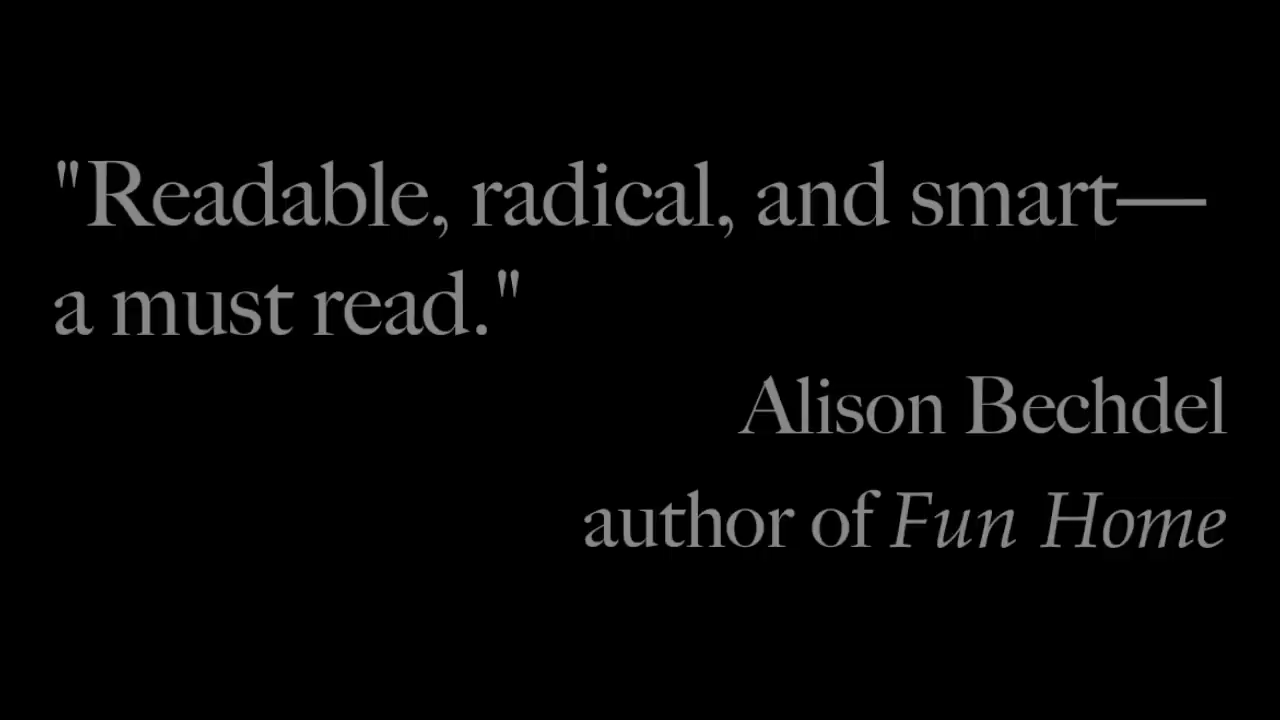 "Readable, radical, and smart—
a must read."
Alison Bechdel
author of Fun Home